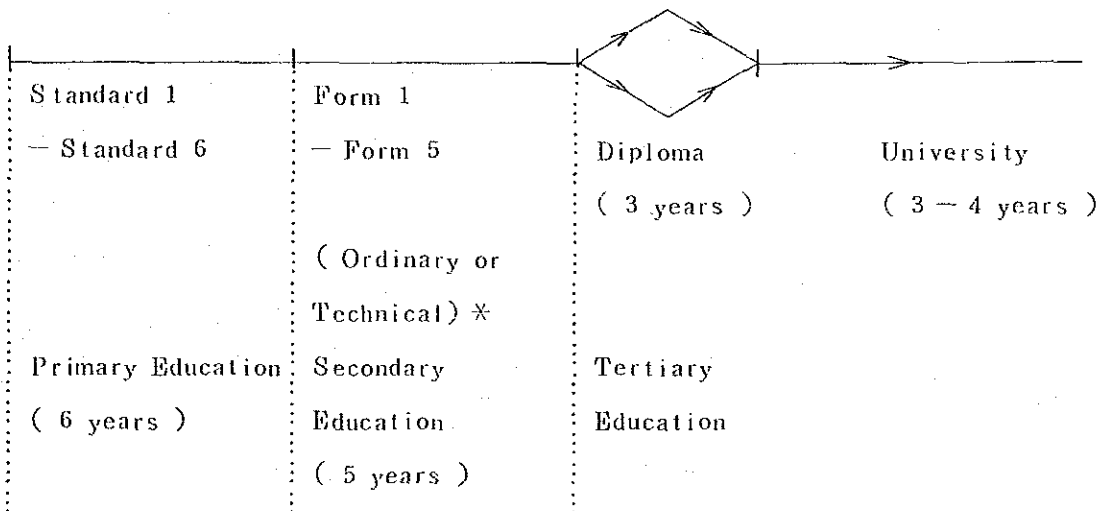 Standard 1
— Standard 6
Form 1
— Form 5
(Ordinary or
Technical) *
Diploma
( 3 years )
University
( 3 — 4 years )
Primary Education
( 6 years )
Secondary
Education
( 5 years )
Tertiary
Education